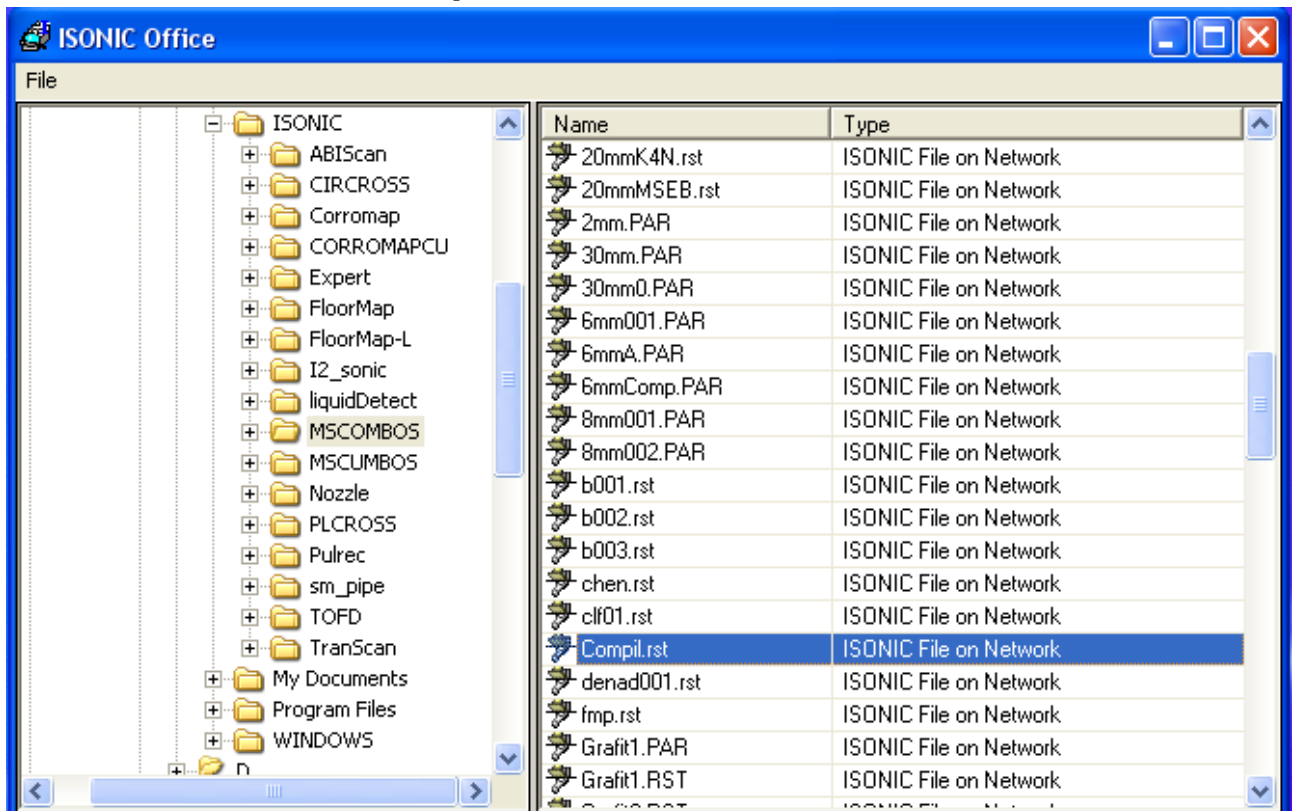 ISONIC Office
File
ISONIC
ABIScan
CIRCROSS
Corromap
CORROMAPCU
Expert
FloorMap
FloorMap-L
I2_sonic
liquidDetect
MSCOMBOS
MSCUMBOS
Nozzle
PLCROSS
Pulrec
sm_pipe
TOFD
TranScan
My Documents
Program Files
WINDOWS
D
Name Type
20mmK4N.rst ISONIC File on Network
20mmMSEB.rst ISONIC File on Network
2mm.PAR ISONIC File on Network
30mm.PAR ISONIC File on Network
30mm0.PAR ISONIC File on Network
6mm001.PAR ISONIC File on Network
6mmA.PAR ISONIC File on Network
6mmComp.PAR ISONIC File on Network
8mm001.PAR ISONIC File on Network
8mm002.PAR ISONIC File on Network
b001.rst ISONIC File on Network
b002.rst ISONIC File on Network
b003.rst ISONIC File on Network
chen.rst ISONIC File on Network
clf01.rst ISONIC File on Network
Compil.rst ISONIC File on Network
denad001.rst ISONIC File on Network
fmp.rst ISONIC File on Network
Grafit1.PAR ISONIC File on Network
Grafit1.RST ISONIC File on Network